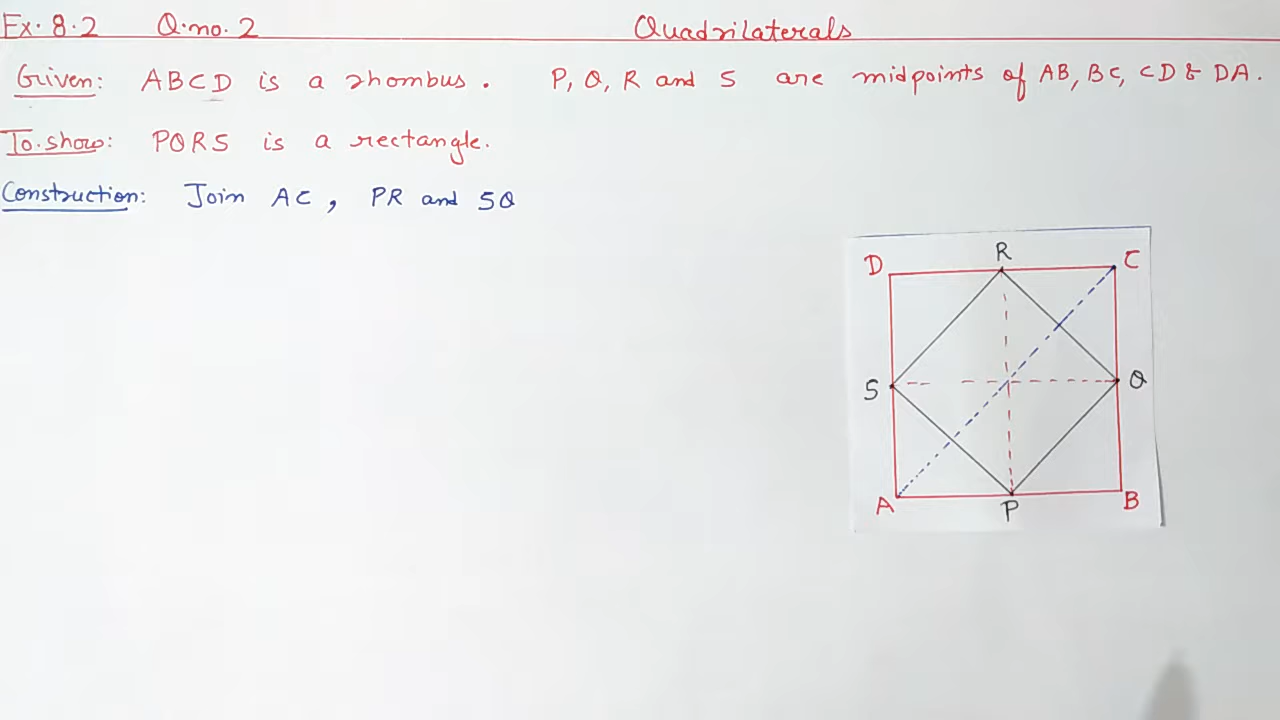 Ex. 8.2 Q.no. 2 Quadrilaterals
Given: ABCD is a rhombus. P, Q, R and S are midpoints of AB, BC, CD & DA.
To show: PQRS is a rectangle.
Construction: Join AC, PR and SQ
D R C
S Q
A P B